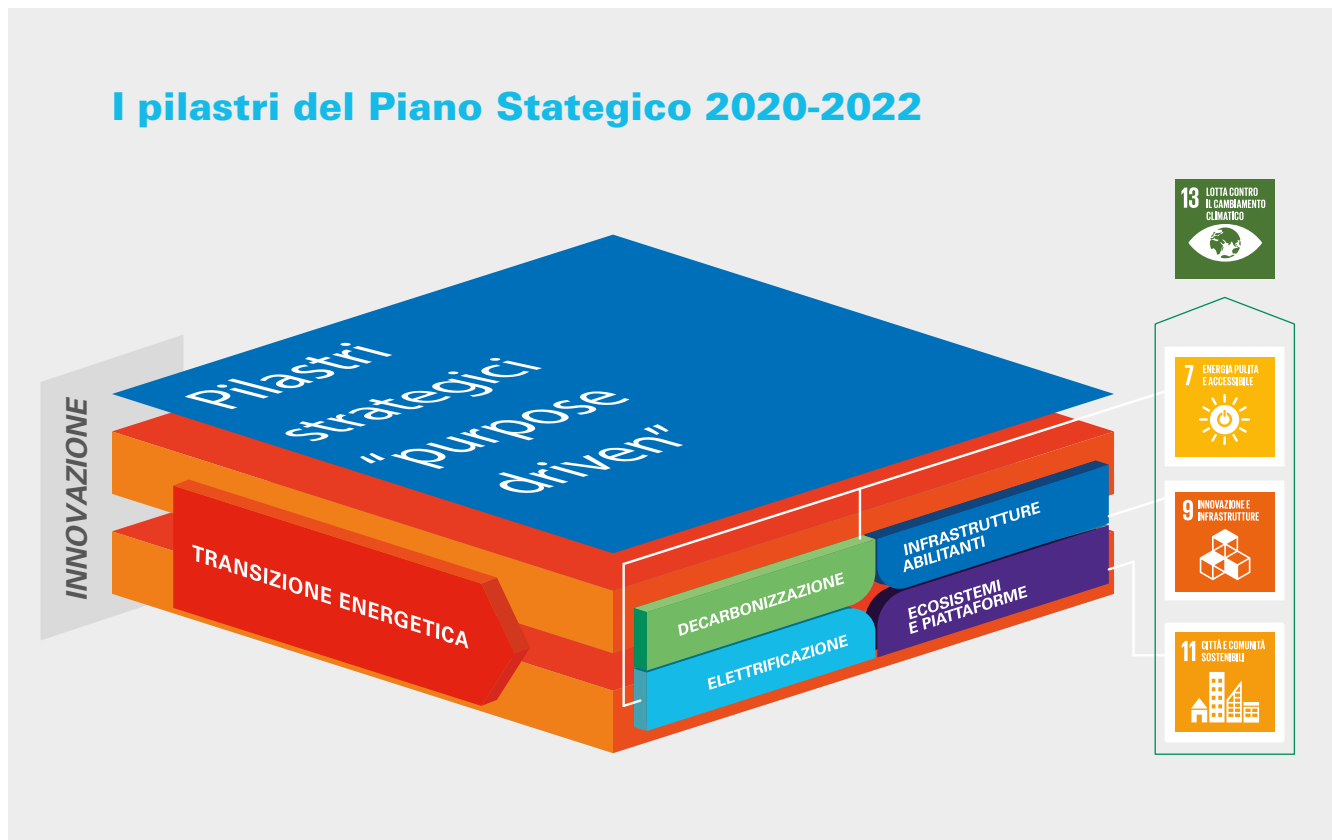 I pilastri del Piano Stategico 2020-2022
13 LOTTA CONTRO
IL CAMBIAMENTO
CLIMATICO
Pilastri
strategici
“purpose
driven”
INNOVAZIONE
TRANSIZIONE ENERGETICA
DECARBONIZZAZIONE
ELETTRIFICAZIONE
INFRASTRUTTURE
ABILITANTI
ECOSISTEMI
E PIATTAFORME
7 ENERGIA PULITA
E ACCESSIBILE
9 INNOVAZIONE E
INFRASTRUTTURE
11 CITTÀ E COMUNITÀ
SOSTENIBILI